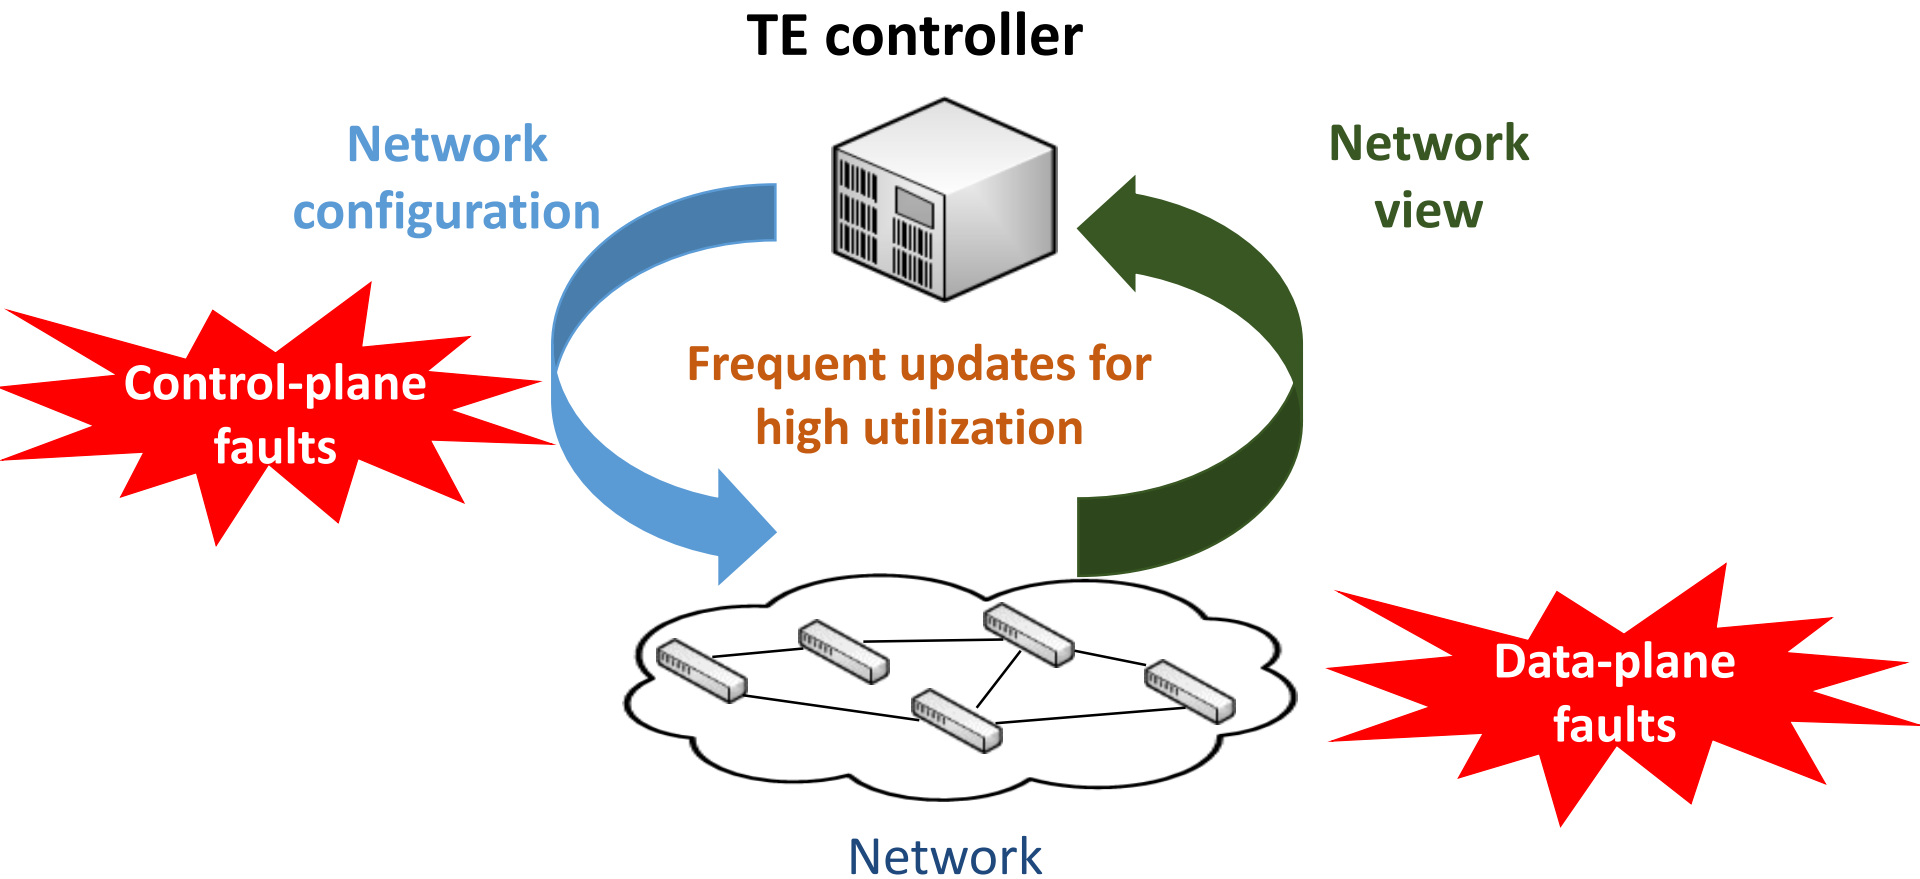 TE controller
Network
configuration
Network
view
Control-plane
faults
Frequent updates for
high utilization
Data-plane
faults
Network